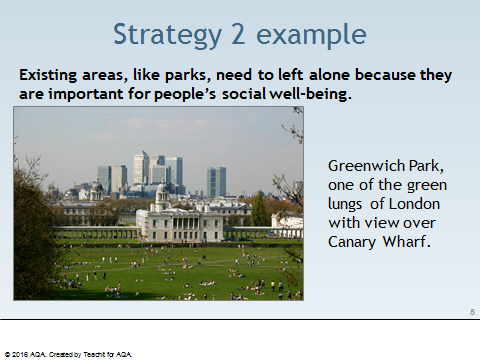 Strategy 2 example
Existing areas, like parks, need to left alone because they
are important for people's social well-being.
Greenwich Park,
one of the green
lungs of London
with view over
Canary Wharf.
8
© 2016 AQA. Created by Teachit for AQA.